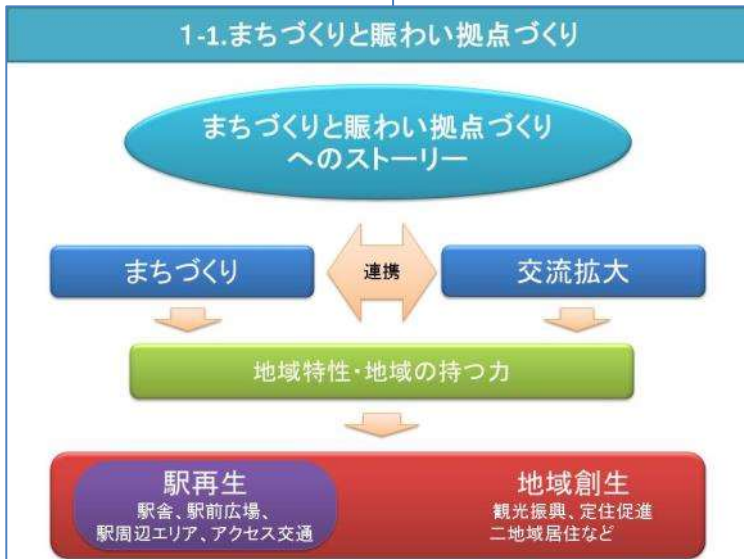 1-1.まちづくりと賑わい拠点づくり
まちづくりと賑わい拠点づくり
へのストーリー
まちづくり
連携
交流拡大
地域特性・地域の持つ力
駅再生
駅舎、駅前広場、
駅周辺エリア、アクセス交通
地域創生
観光振興、定住促進
二地域居住など